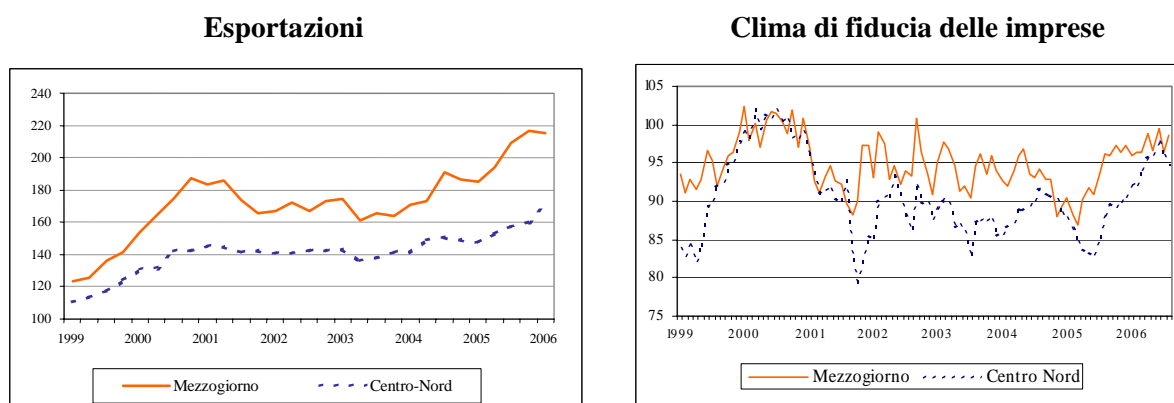 Esportazioni
240
220
200
180
160
140
120
100
1999 2000 2001 2002 2003 2004 2005 2006
Mezzogiorno Centro-Nord
Clima di fiducia delle imprese
105
100
95
90
85
80
75
1999 2000 2001 2002 2003 2004 2005 2006
Mezzogiorno Centro Nord